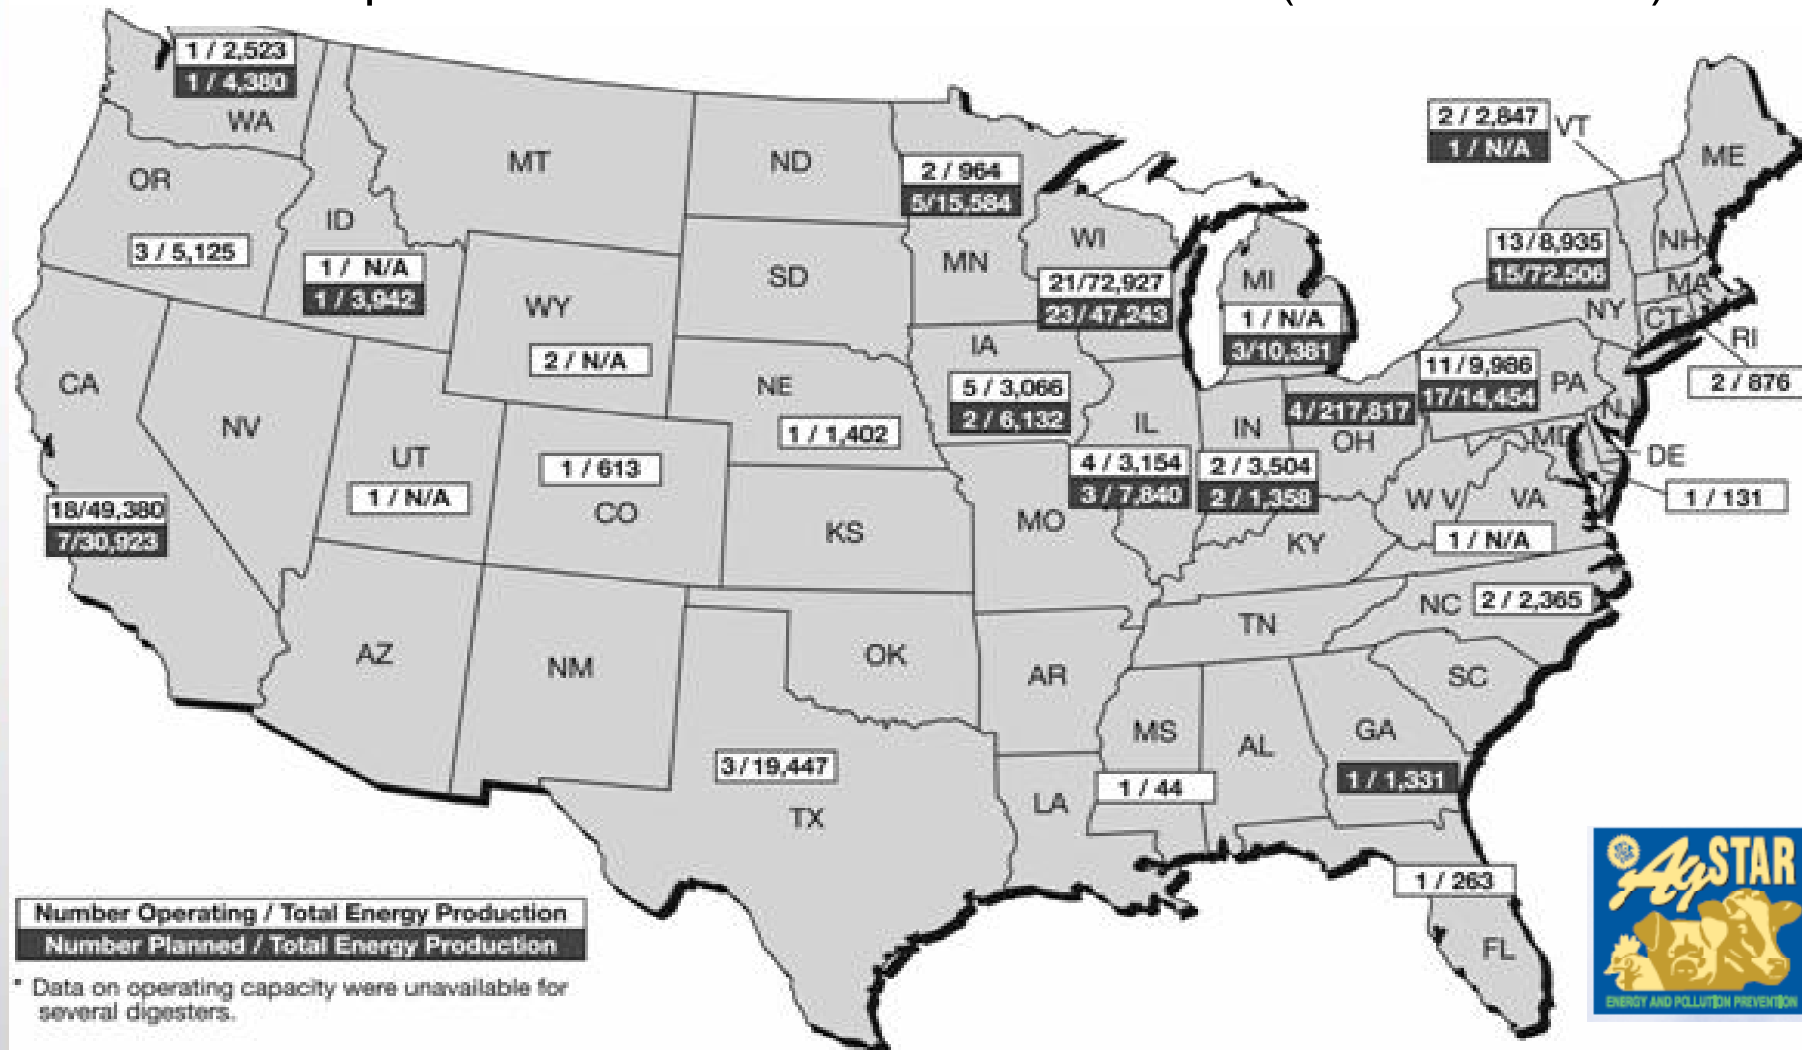 1 / 2,523
1 / 4,380
WA
OR
3 / 5,125
ID
1 / N/A
1 / 3,942
MT
ND
2 / 964
5/15,584
MN
WI
21/72,927
23/47,243
MI
1 / N/A
3/10,381
2 / 2,847
1 / N/A
VT
ME
13/8,935
15/72,506
NH
MA
NY
CT
RI
2 / 876
WY
2 / N/A
SD
IA
5 / 3,066
2 / 6,132
NE
1 / 1,402
CA
18/49,380
7/30,923
NV
UT
1 / N/A
1 / 613
CO
KS
MO
IL
4 / 3,154
3 / 7,840
IN
2 / 3,504
2 / 1,358
4/217,817
OH
11/9,986
17/14,454
PA
NJ
MD
DE
1 / 131
W V
VA
1 / N/A
KY
NC
2 / 2,365
TN
SC
AZ
NM
OK
AR
MS
1 / 44
AL
GA
1 / 1,331
3/19,447
TX
LA
1 / 263
FL
Number Operating / Total Energy Production
Number Planned / Total Energy Production
* Data on operating capacity were unavailable for
several digesters.
AgSTAR
ENERGY AND POLLUTION PREVENTION